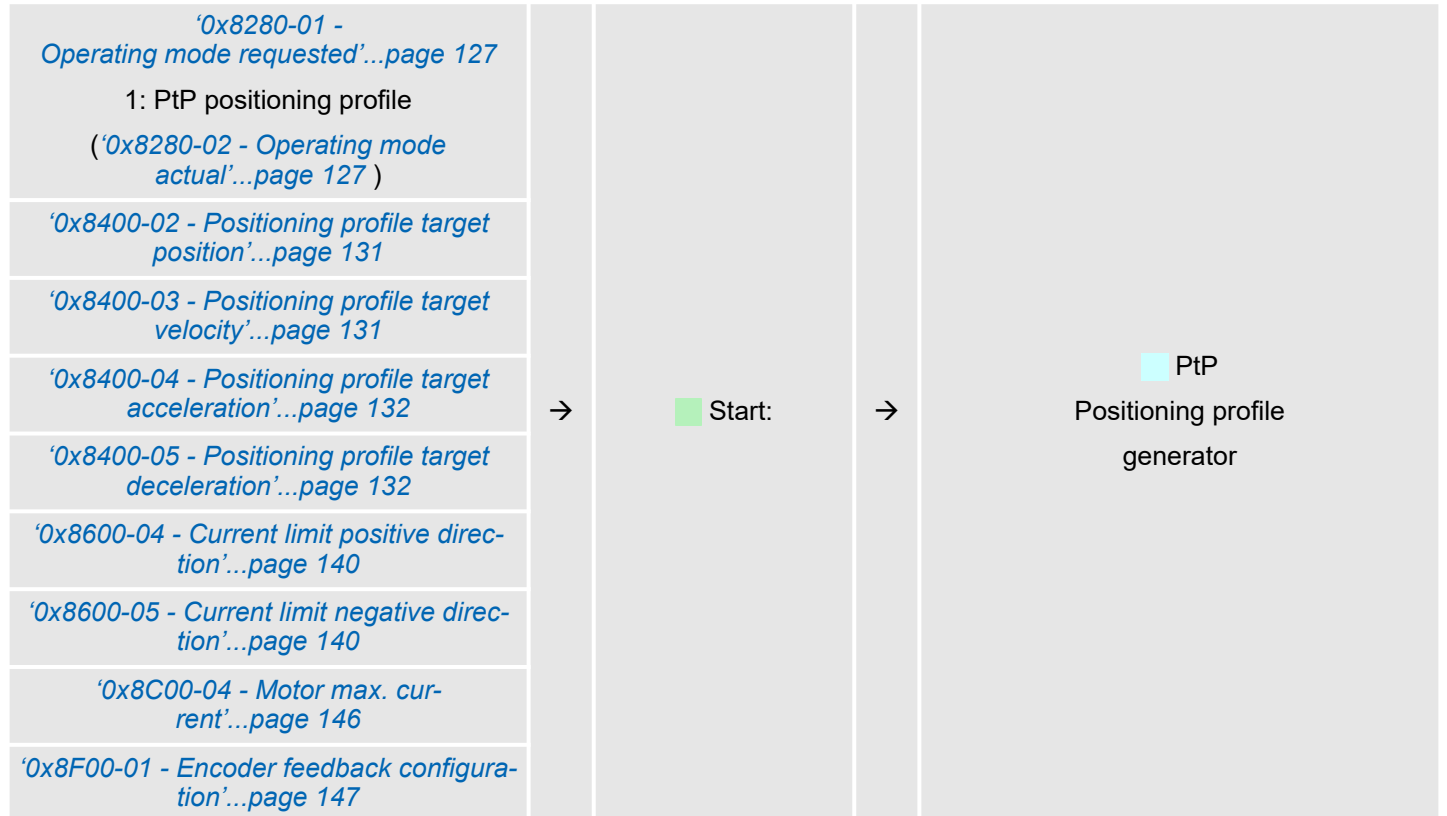 ‘0x8280-01 -
Operating mode requested’...page 127
1: PtP positioning profile
(‘0x8280-02 - Operating mode
actual’...page 127 )
‘0x8400-02 - Positioning profile target
position’...page 131
‘0x8400-03 - Positioning profile target
velocity’...page 131
‘0x8400-04 - Positioning profile target
acceleration’...page 132
‘0x8400-05 - Positioning profile target
deceleration’...page 132
‘0x8600-04 - Current limit positive direc-
tion’...page 140
‘0x8600-05 - Current limit negative direc-
tion’...page 140
‘0x8C00-04 - Motor max. cur-
rent’...page 146
‘0x8F00-01 - Encoder feedback configura-
tion’...page 147
→
Start:
→
PtP
Positioning profile
generator